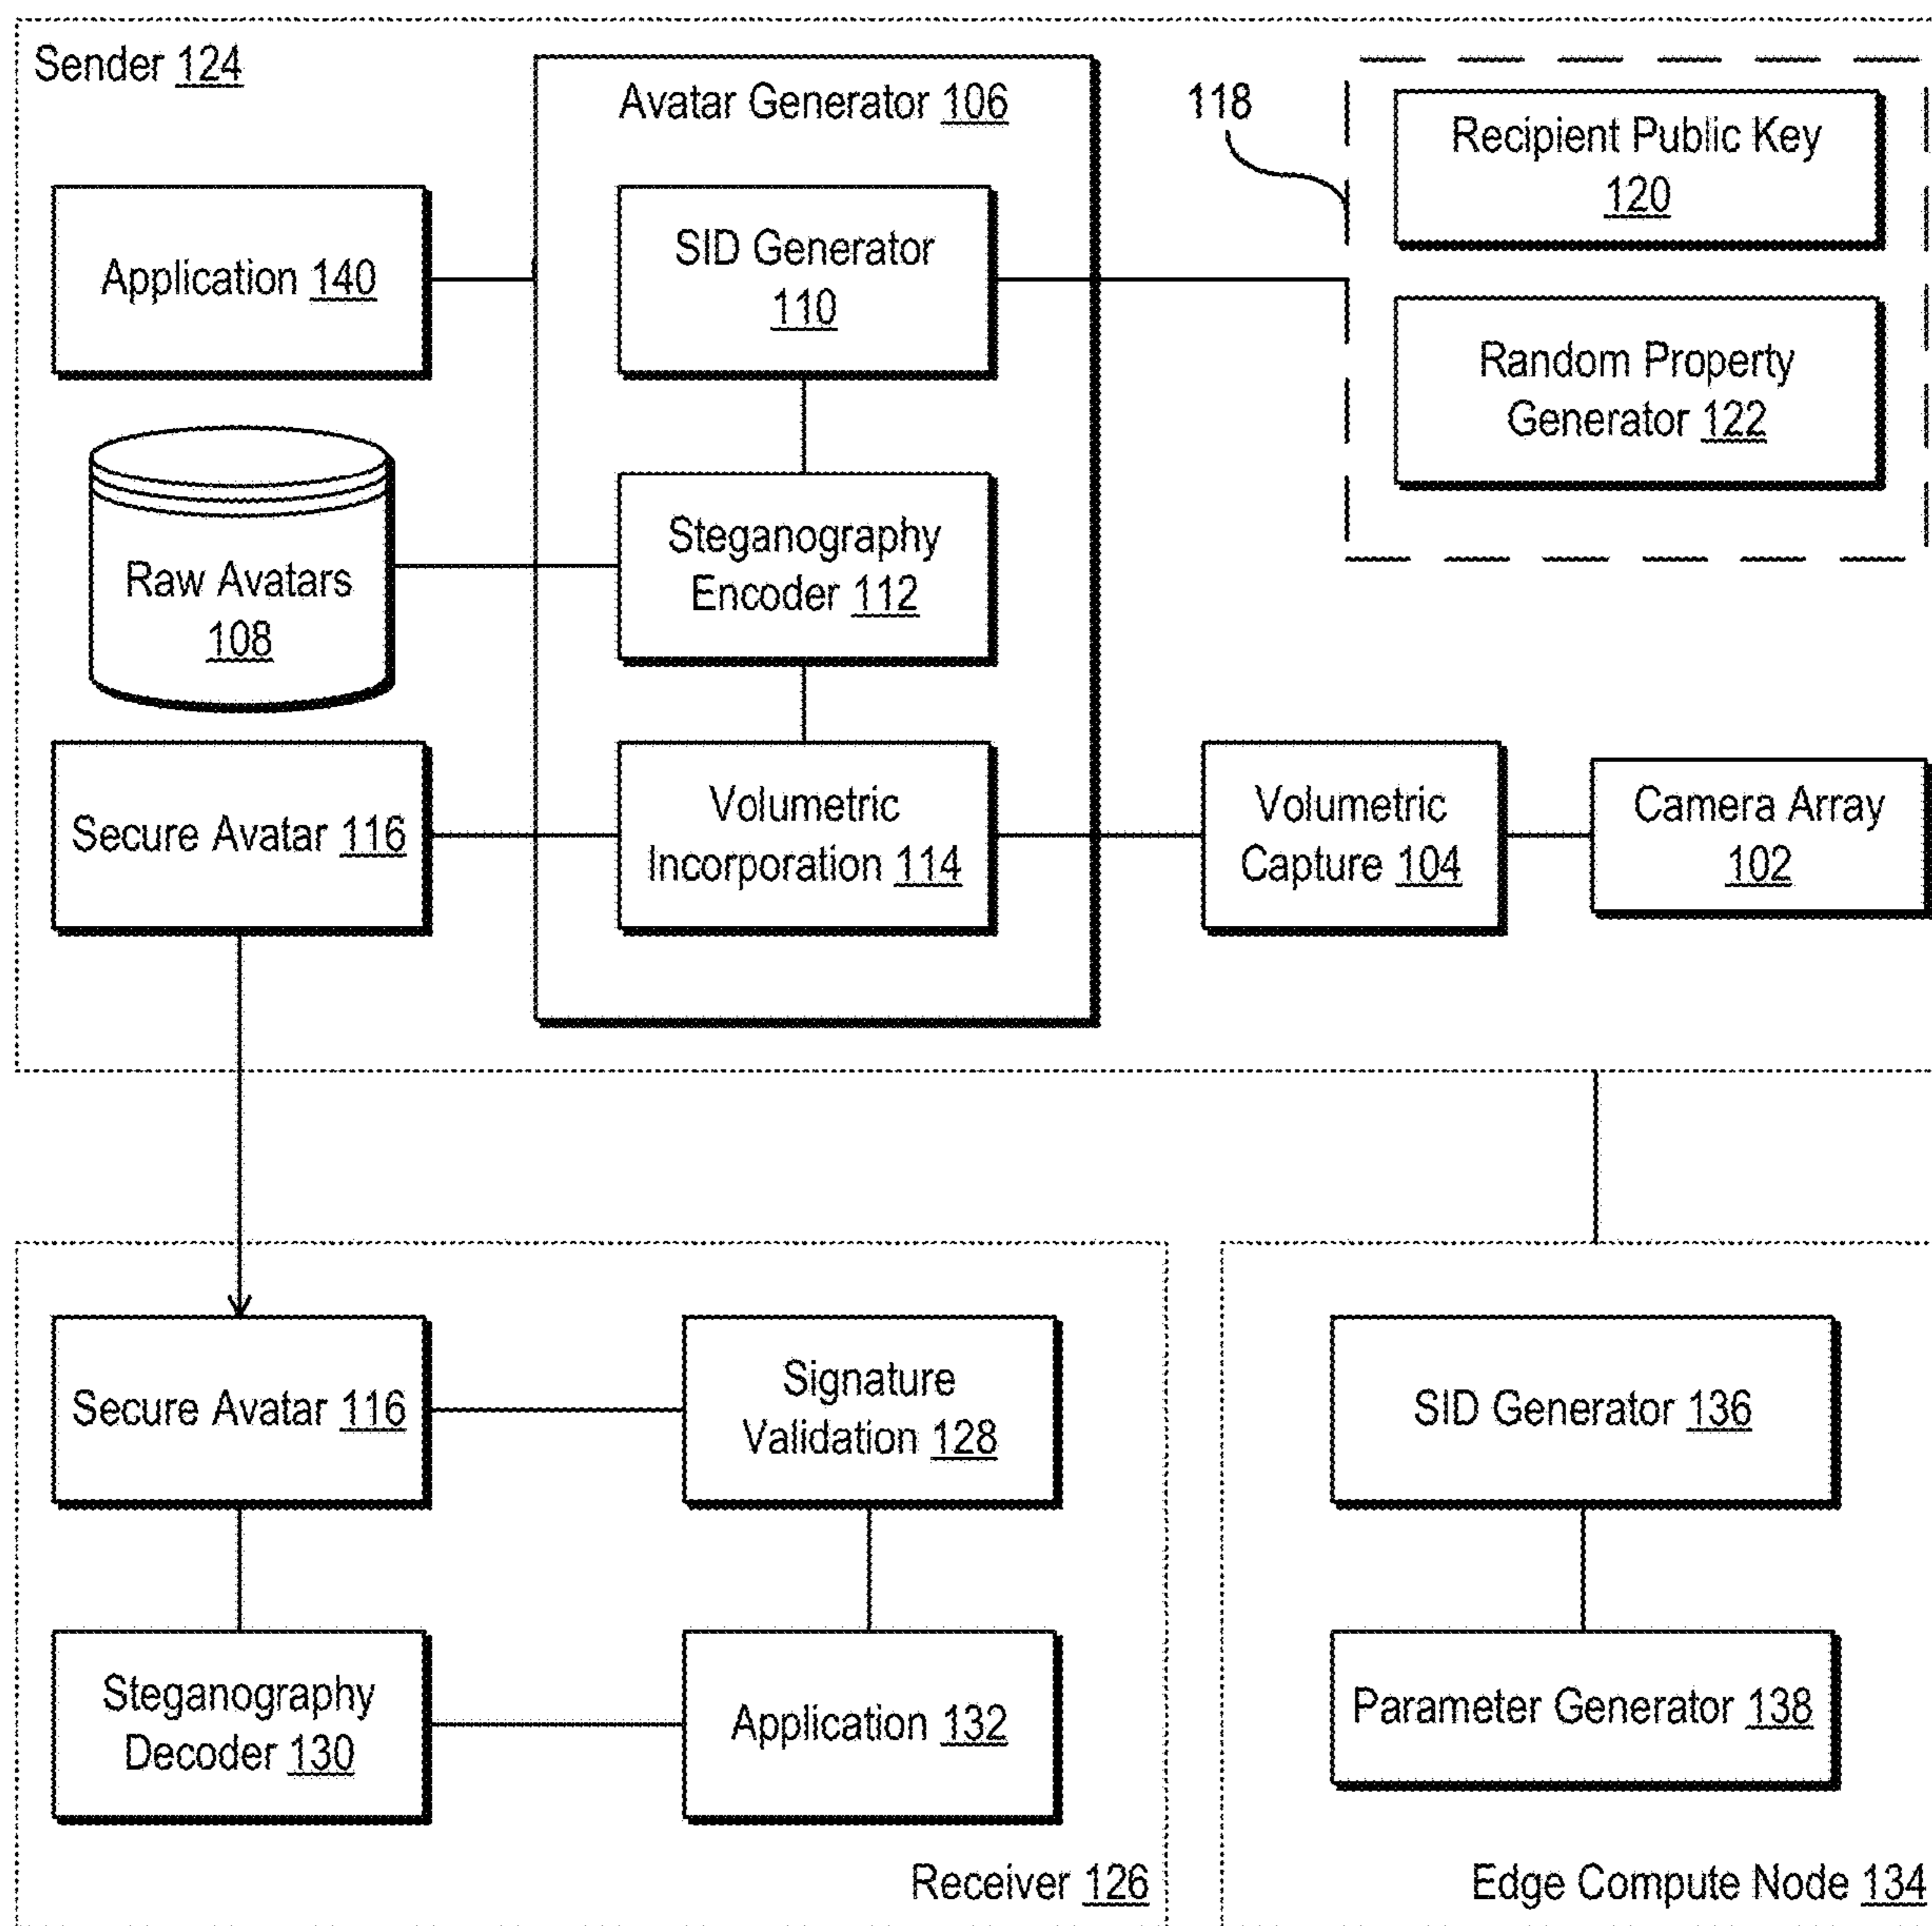 Sender 124
Avatar Generator 106
118
Recipient Public Key
120
Application 140
SID Generator
110
Random Property
Generator 122
Raw Avatars
108
Steganography
Encoder 112
Secure Avatar 116
Volumetric
Incorporation 114
Volumetric
Capture 104
Camera Array
102
Secure Avatar 116
Signature
Validation 128
SID Generator 136
Steganography
Decoder 130
Application 132
Parameter Generator 138
Receiver 126
Edge Compute Node 134